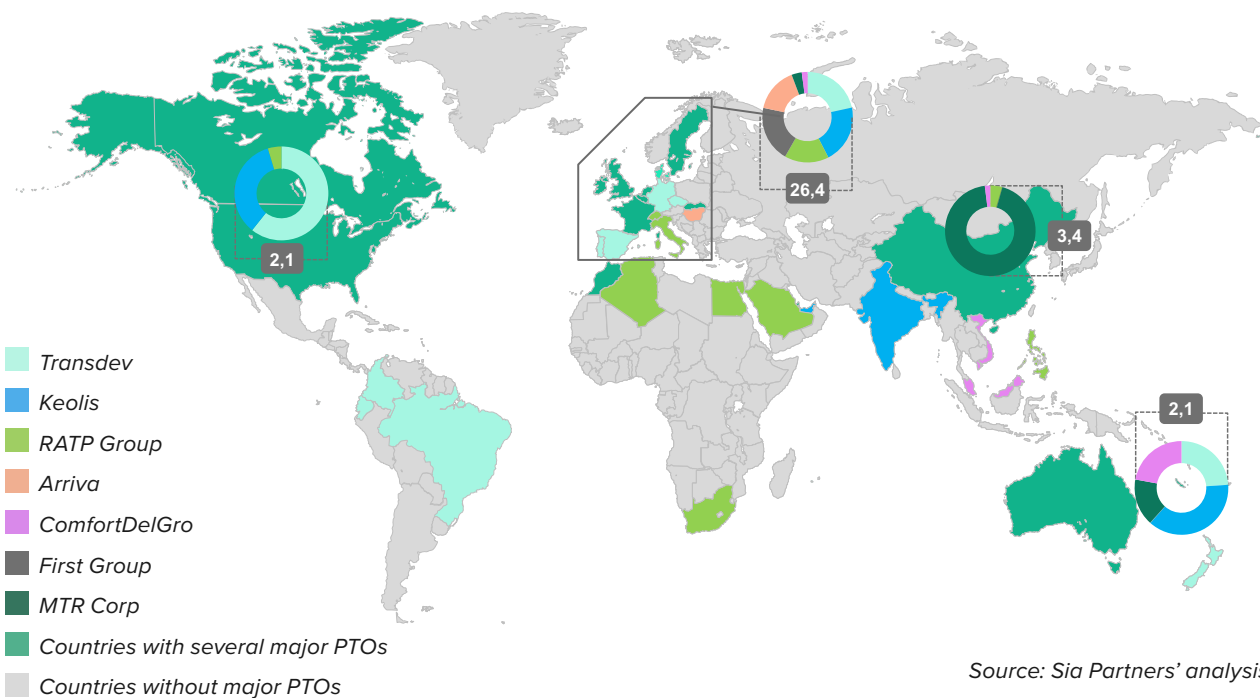 26,4
3,4
2,1
2,1
Transdev
Keolis
RATP Group
Arriva
ComfortDelGro
First Group
MTR Corp
Countries with several major PTOs
Countries without major PTOs
Source: Sia Partners’ analysis